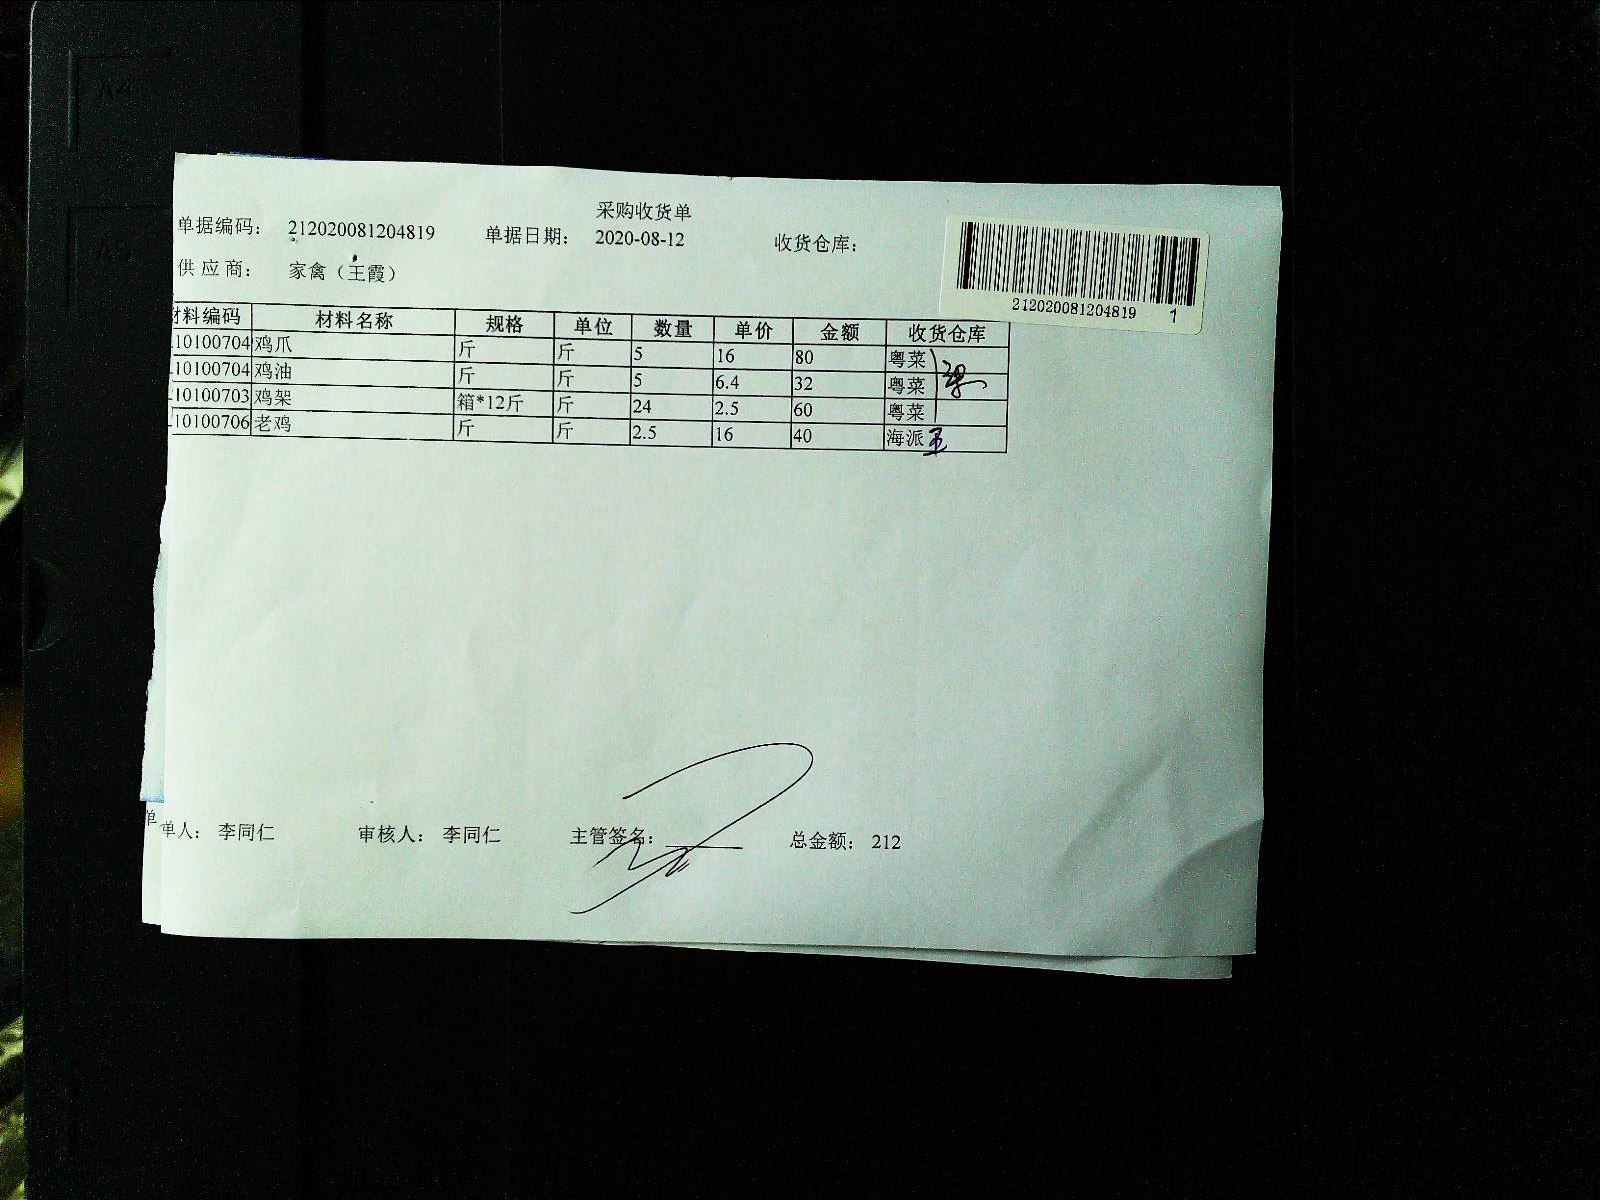 采购收货单
单据编码： 212020081204819 单据日期： 2020-08-12 收货仓库：
212020081204819 1
供应商： 家禽（王霞）
材料编码 材料名称 规格 单位 数量 单价 金额 收货仓库
10100704 鸡爪 斤 斤 5 16 80 粤菜
10100704 鸡油 斤 斤 5 6.4 32 粤菜
10100703 鸡架 箱*12斤 斤 24 2.5 60 粤菜
10100706 老鸡 斤 斤 2.5 16 40 海派
单人： 李同仁 审核人： 李同仁 主管签名： 总金额： 212